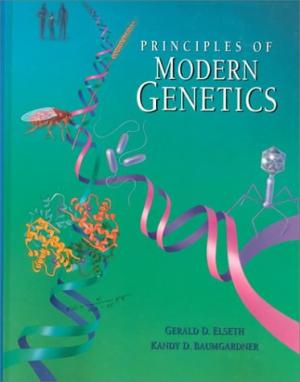 PRINCIPLES OF
MODERN
GENETICS
GERALD D. ELSETH
KANDY D. BAUMGARDNER